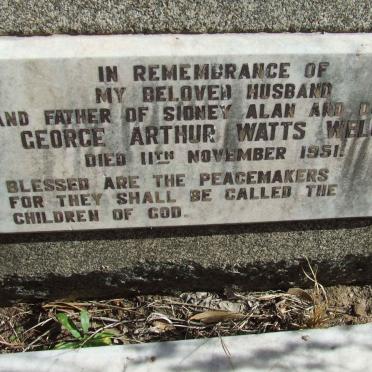 IN REMEMBRANCE OF
MY BELOVED HUSBAND
AND FATHER OF SIDNEY ALAN AND
GEORGE ARTHUR WATTS
DIED 11TH NOVEMBER 1951.
BLESSED ARE THE PEACEMAKERS
FOR THEY SHALL BE CALLED THE
CHILDREN OF GOD.